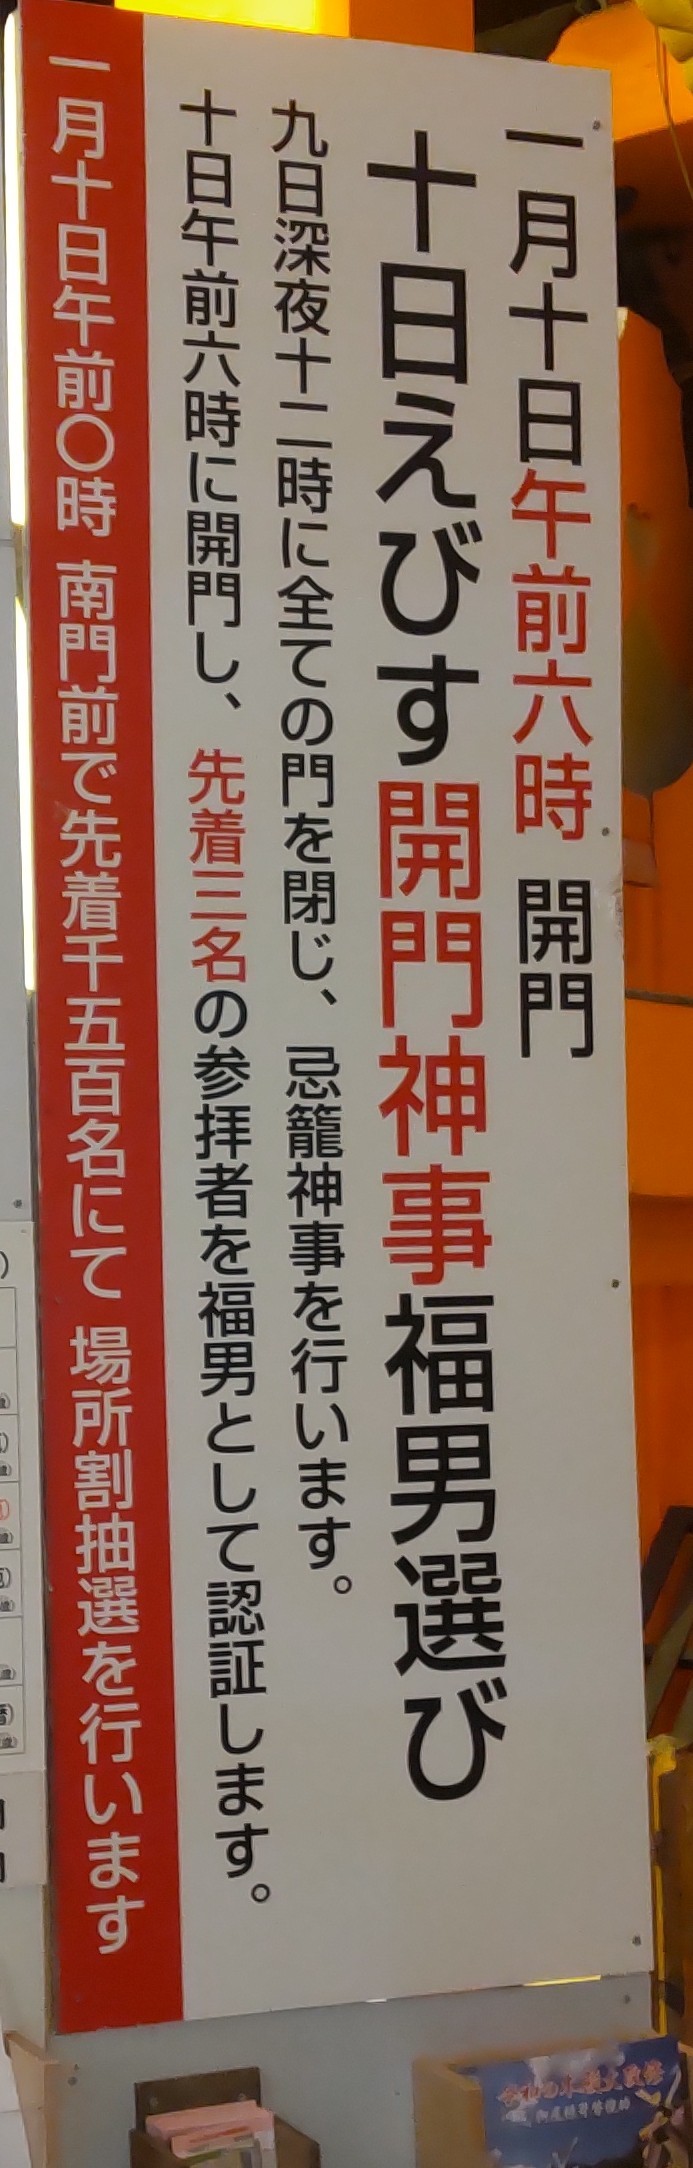 一月十日午前六時 開門
十日えびす開門神事福男選び
九日深夜十二時に全ての門を閉じ、忌籠神事を行います。
十日午前六時に開門し、先着三名の参拝者を福男として認証します。
一月十日午前〇時 南門前で先着千五百名にて 場所割抽選を行います